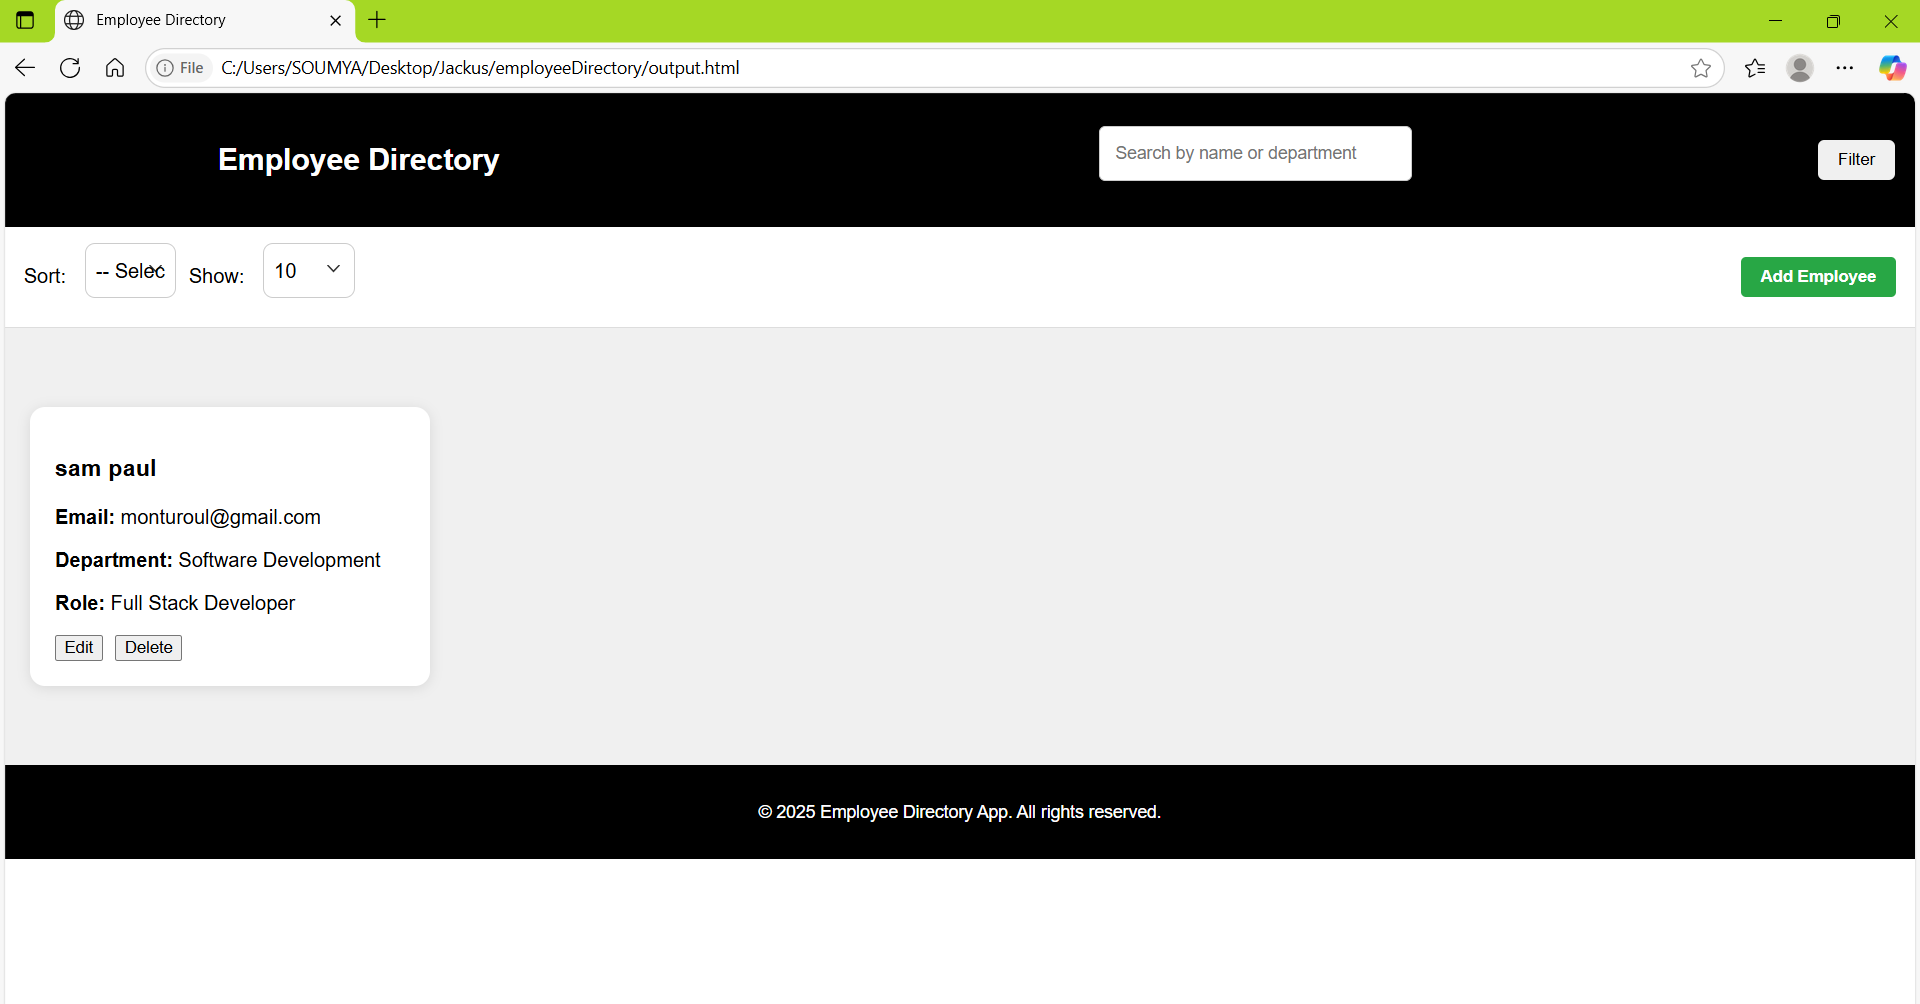 Employee Directory
File C:/Users/SOUMYA/Desktop/Jackus/employeeDirectory/output.html
Employee Directory
Search by name or department
Filter
Sort: -- Selec Show: 10
Add Employee
sam paul
Email: monturoul@gmail.com
Department: Software Development
Role: Full Stack Developer
Edit Delete
© 2025 Employee Directory App. All rights reserved.